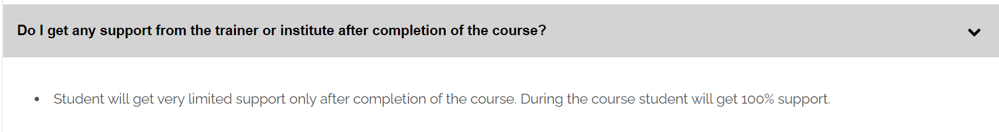 Do I get any support from the trainer or institute after completion of the course?
Student will get very limited support only after completion of the course. During the course student will get 100% support.